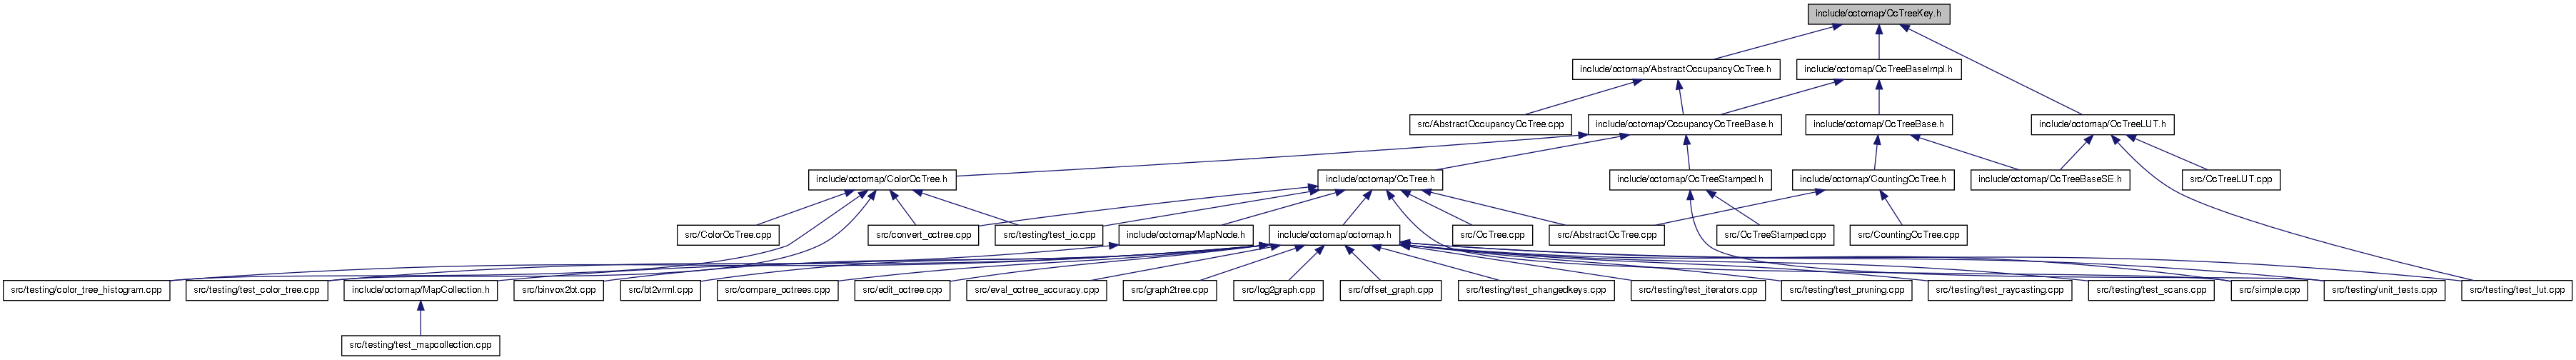 include/octomap/OcTreeKey.h
include/octomap/AbstractOccupancyOcTree.h
include/octomap/OcTreeBaseImpl.h
src/AbstractOccupancyOcTree.cpp
include/octomap/OccupancyOcTreeBase.h
include/octomap/OcTreeBase.h
include/octomap/OcTreeLUT.h
include/octomap/ColorOcTree.h
include/octomap/OcTree.h
include/octomap/OcTreeStamped.h
include/octomap/CountingOcTree.h
include/octomap/OcTreeBaseSE.h
src/OcTreeLUT.cpp
src/ColorOcTree.cpp
src/convert_octree.cpp
src/testing/test_io.cpp
include/octomap/MapNode.h
include/octomap/octomap.h
src/OcTree.cpp
src/AbstractOcTree.cpp
src/OcTreeStamped.cpp
src/CountingOcTree.cpp
src/testing/color_tree_histogram.cpp
src/testing/test_color_tree.cpp
include/octomap/MapCollection.h
src/binvox2bt.cpp
src/bt2vrml.cpp
src/compare_octrees.cpp
src/edit_octree.cpp
src/eval_octree_accuracy.cpp
src/graph2tree.cpp
src/log2graph.cpp
src/offset_graph.cpp
src/testing/test_changedkeys.cpp
src/testing/test_iterators.cpp
src/testing/test_pruning.cpp
src/testing/test_raycasting.cpp
src/testing/test_scans.cpp
src/simple.cpp
src/testing/unit_tests.cpp
src/testing/test_lut.cpp
src/testing/test_mapcollection.cpp